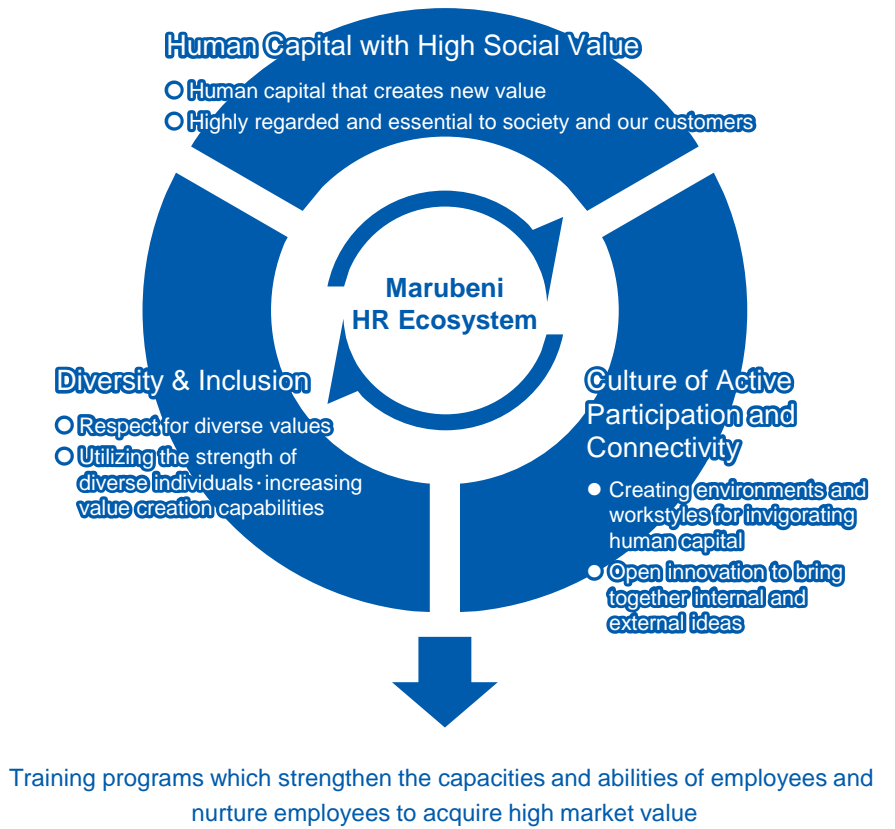 Human Capital with High Social Value
Human capital that creates new value
Highly regarded and essential to society and our customers
Marubeni
HR Ecosystem
Diversity & Inclusion
Respect for diverse values
Utilizing the strength of
diverse individuals・increasing
value creation capabilities
Culture of Active
Participation and
Connectivity
Creating environments and
workstyles for invigorating
human capital
Open innovation to bring
together internal and
external ideas
Training programs which strengthen the capacities and abilities of employees and
nurture employees to acquire high market value